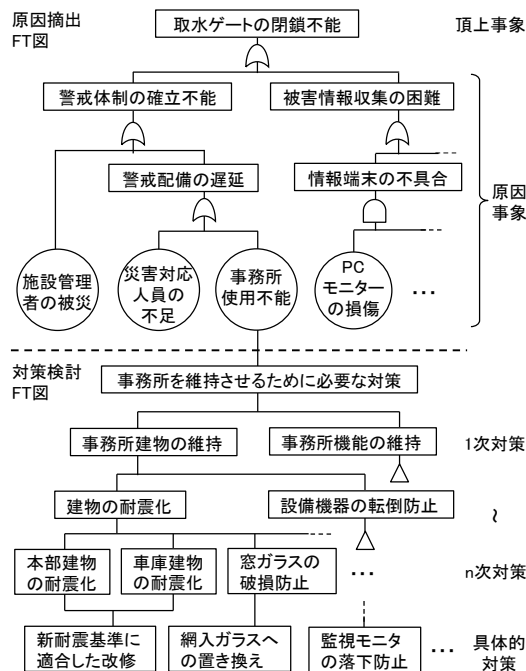 原因摘出
FT図
取水ゲートの閉鎖不能
頂上事象
警戒体制の確立不能
被害情報収集の困難
警戒配備の遅延
情報端末の不具合
原因
事象
施設管理
者の被災
災害対応
人員の
不足
事務所
使用不能
PC
モニター
の損傷
…
対策検討
FT図
事務所を維持させるために必要な対策
事務所建物の維持
事務所機能の維持
1次対策
建物の耐震化
設備機器の転倒防止
~
本部建物
の耐震化
車庫建物
の耐震化
窓ガラスの
破損防止
…
n次対策
新耐震基準に
適合した改修
網入ガラスへ
の置き換え
監視モニタ
の落下防止
…
具体的
対策